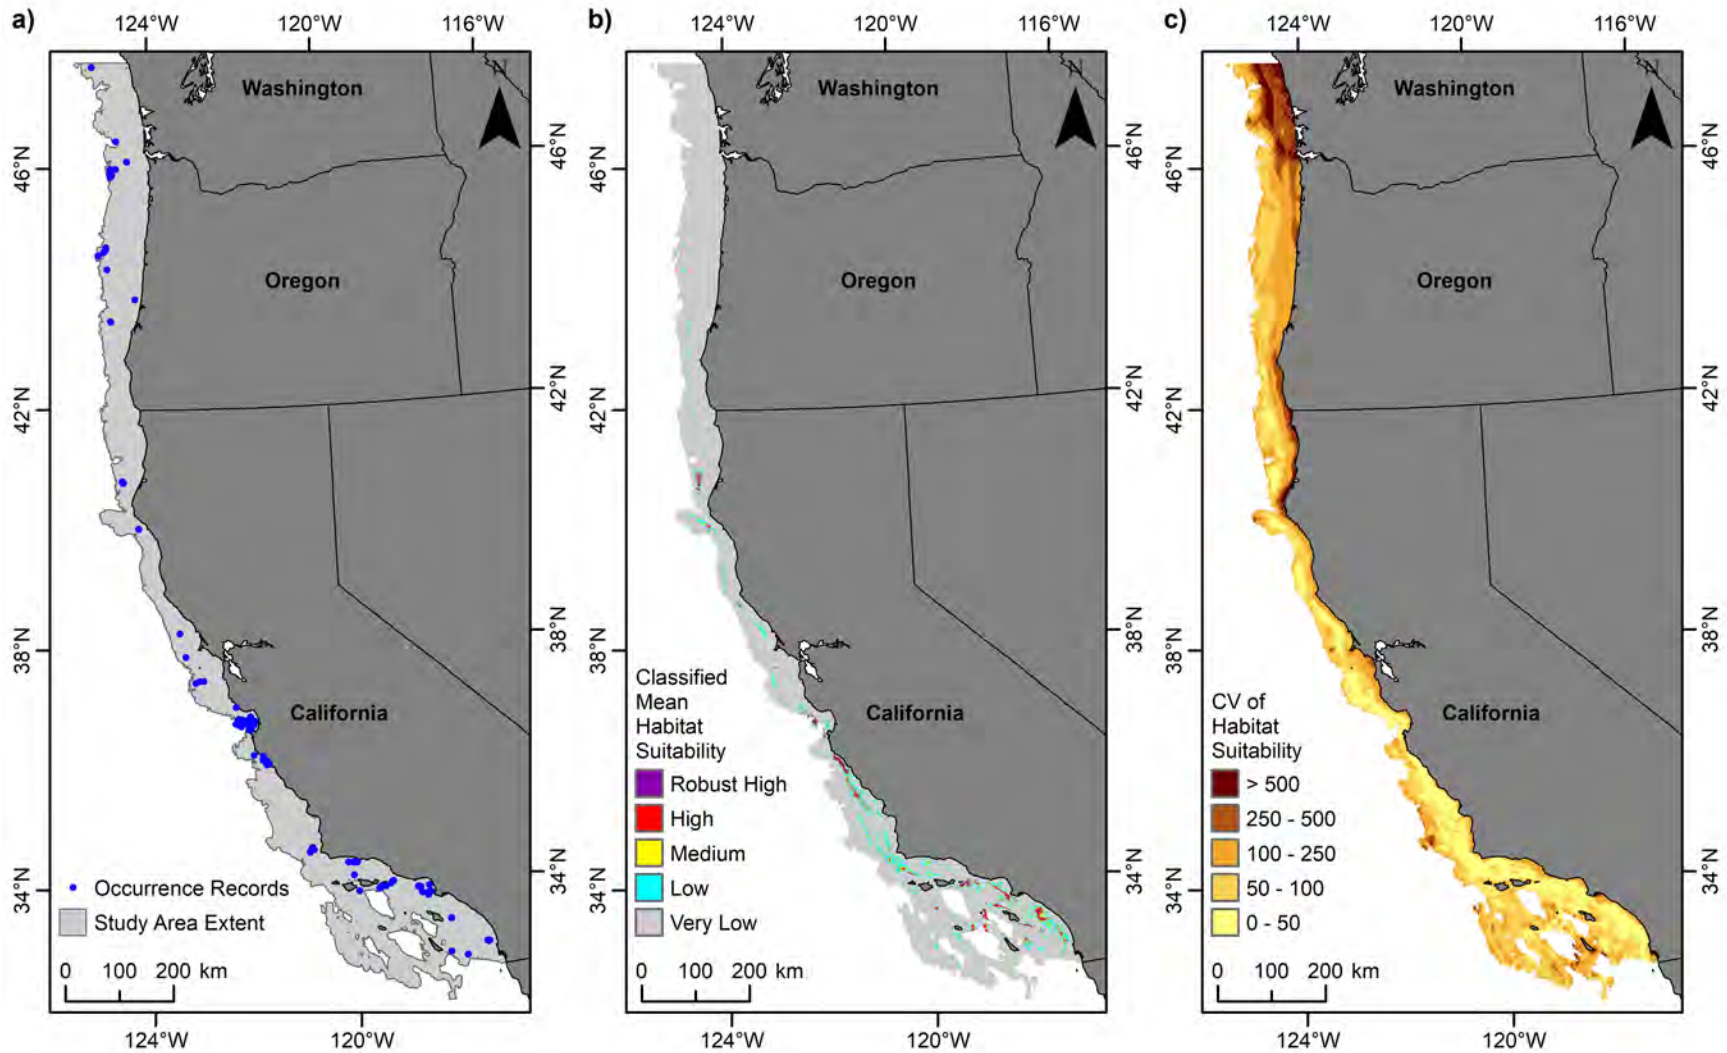 a)
124°W 120°W 116°W
Washington
N
46°N
46°N
Oregon
42°N
42°N
38°N
38°N
California
34°N
34°N
Occurrence Records
Study Area Extent
0 100 200 km
124°W 120°W
b)
124°W 120°W 116°W
Washington
N
46°N
46°N
Oregon
42°N
42°N
38°N
38°N
Classified
Mean
Habitat
Suitability
California
Robust High
High
Medium
Low
Very Low
34°N
34°N
0 100 200 km
124°W 120°W
c)
124°W 120°W 116°W
Washington
N
46°N
46°N
Oregon
42°N
42°N
38°N
38°N
CV of
Habitat
Suitability
California
> 500
250 - 500
100 - 250
50 - 100
0 - 50
34°N
34°N
0 100 200 km
124°W 120°W